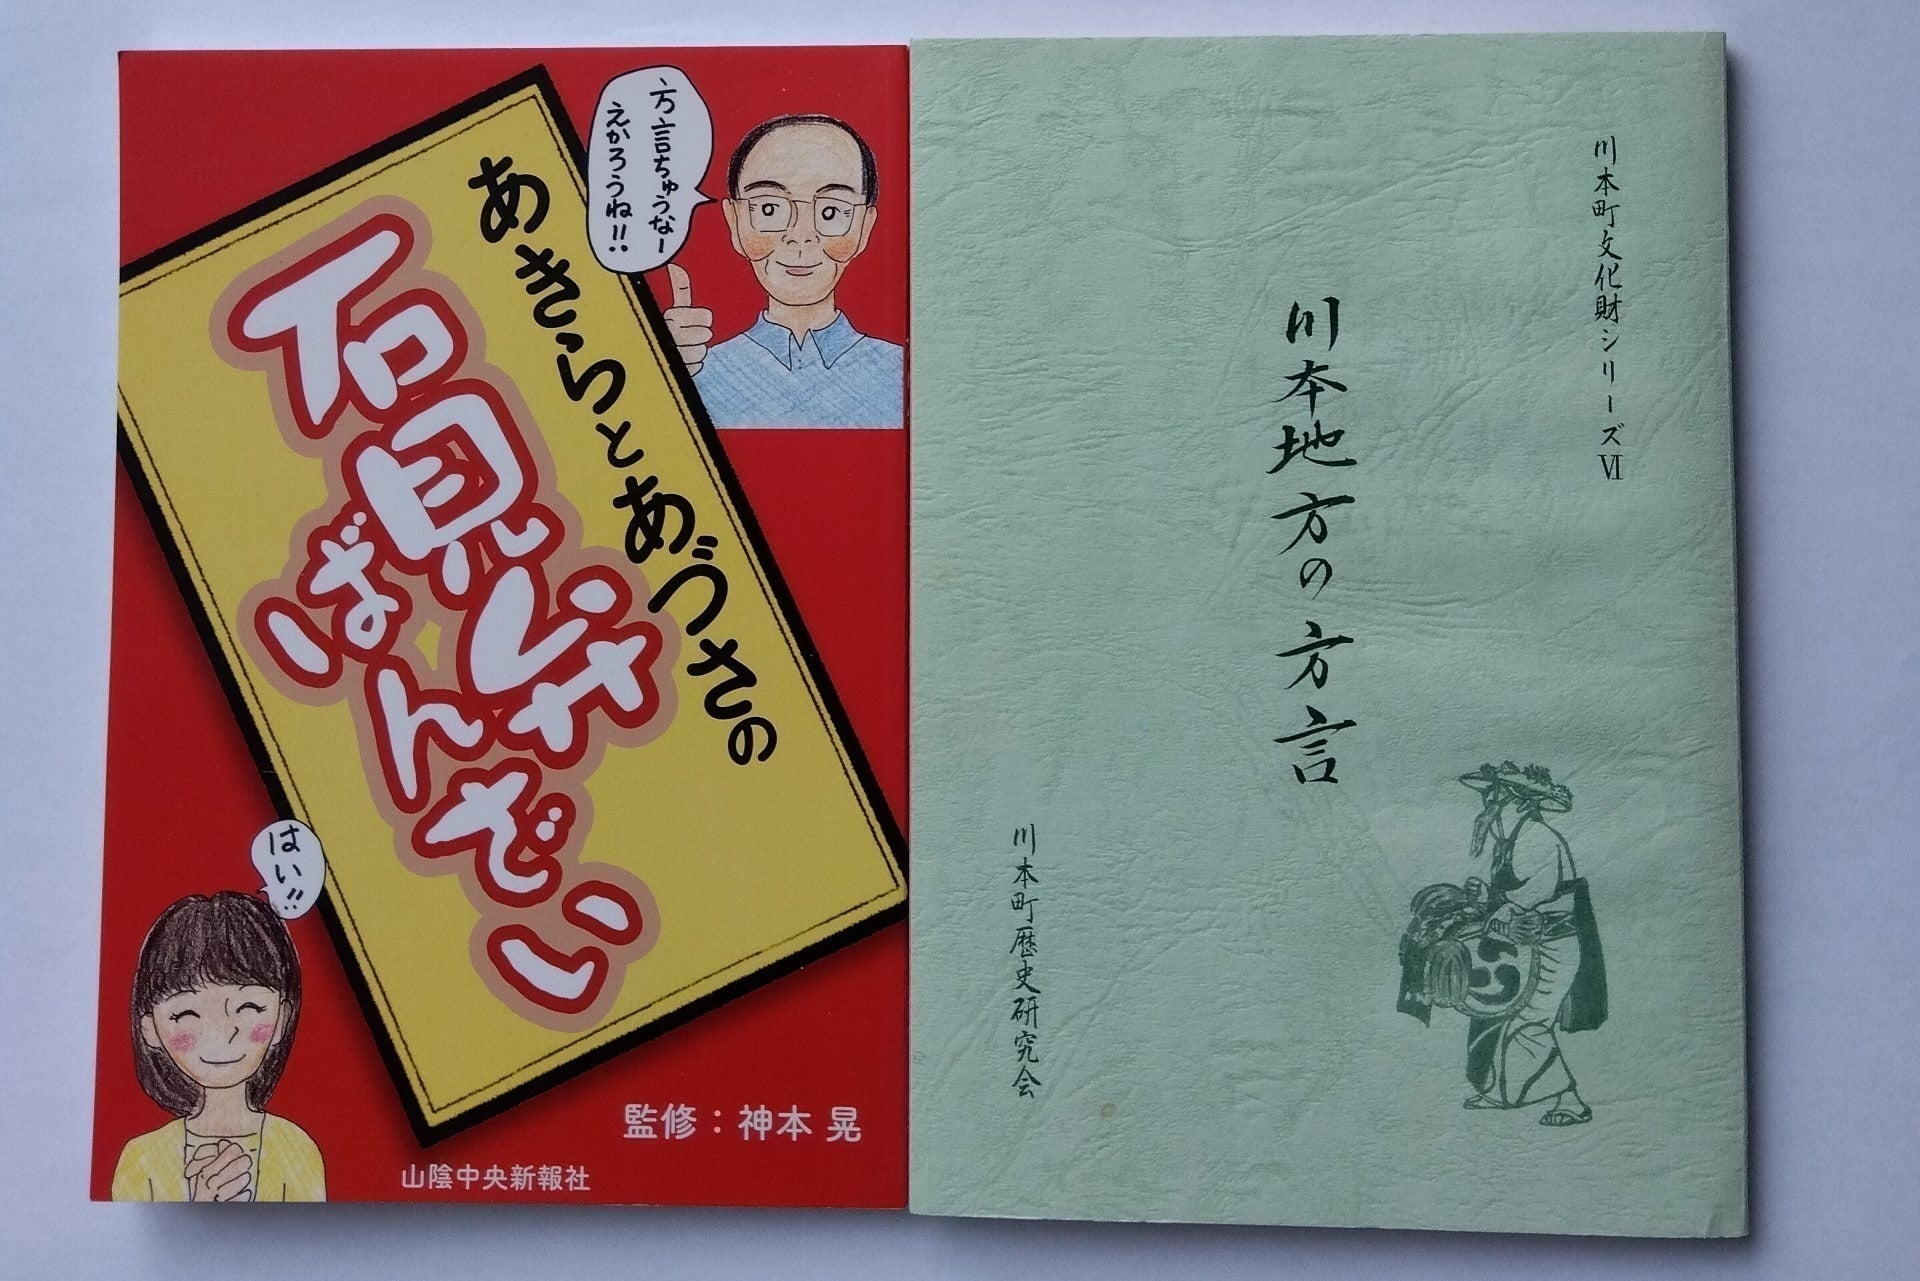 方言ちゅうなー
えかろうね!!
あきらとあづさの
石見弁
ばんざい
はい!!
監修：神本 晃
山陰中央新報社
川本町文化財シリーズⅥ
川本地方の方言
川本町歴史研究会